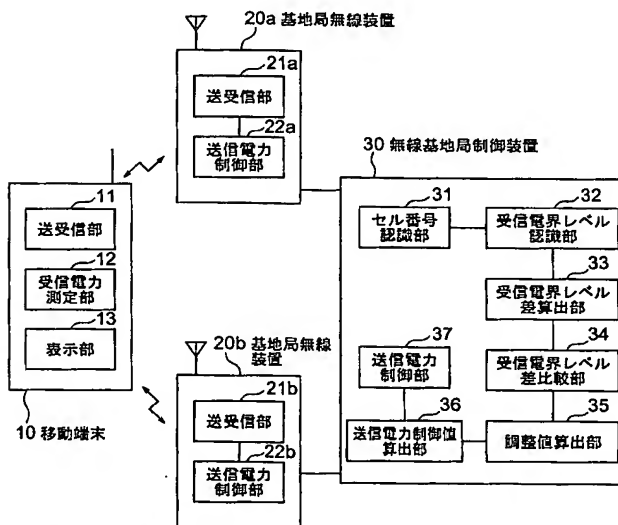 20a 基地局無線装置
21a
送受信部
22a
送信電力
制御部
11
送受信部
12
受信電力
測定部
13
表示部
10 移動端末
20b 基地局無線
装置
21b
送受信部
22b
送信電力
制御部
30 無線基地局制御装置
31
セル番号
認識部
32
受信電界レベル
認識部
33
受信電界レベル
差算出部
34
受信電界レベル
差比較部
35
調整値算出部
36
送信電力制御値
算出部
37
送信電力
制御部